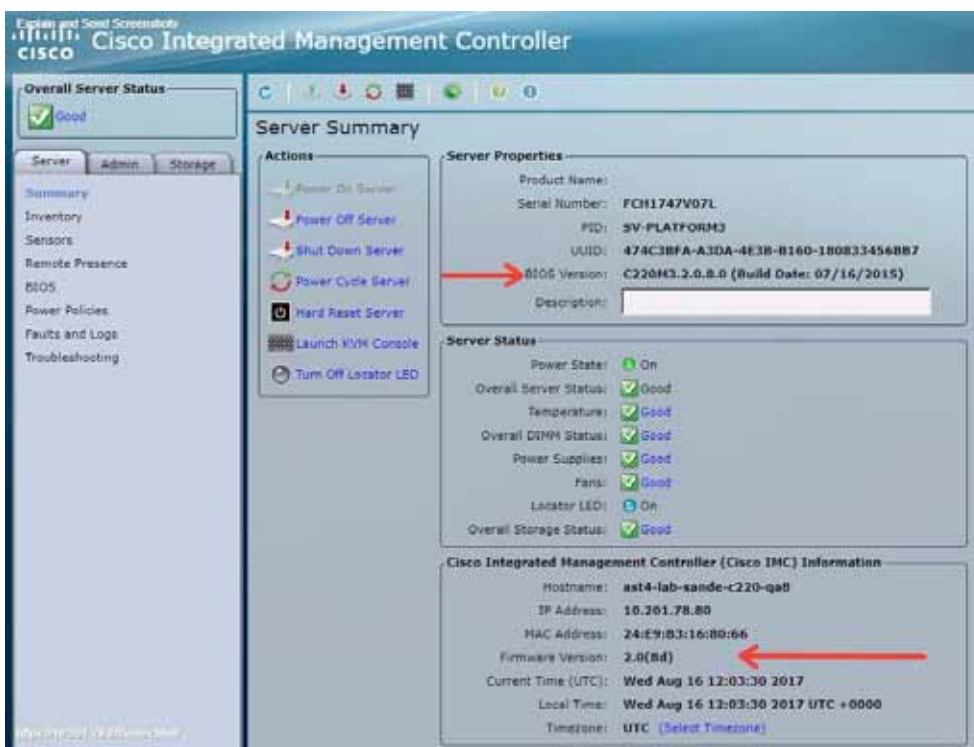 Explain and Send Screenshots
CISCO Cisco Integrated Management Controller
Overall Server Status
Good
Server Admin Storage
Summary
Inventory
Sensors
Remote Presence
BIOS
Power Policies
Faults and Logs
Troubleshooting
Server Summary
Actions
Power On Server
Power Off Server
Shut Down Server
Power Cycle Server
Hard Reset Server
Launch KVM Console
Turn Off Locator LED
Server Properties
Product Name:
Serial Number: FCH1747V07L
PID: SV-PLATFORM3
BIOS Version: C220M3.2.0.8.0 (Build Date: 07/16/2015)
UUID:
Description:
Server Status
Power State: On
Overall Server Status: Good
Temperature: Good
Overall DIMM Status: Good
Power Supplies: Good
Fans: Good
Locator LED: On
Overall Storage Status: Good
Cisco Integrated Management Controller (Cisco IMC) Information
Hostname: ast4-lab-sande-c220-qa8
IP Address: 10.201.78.80
MAC Address: 24:E9:B3:16:80:66
Firmware Version: 2.0(8d)
Current Time (UTC): Wed Aug 16 12:03:30 2017
Local Time: Wed Aug 16 12:03:30 2017 UTC +0000
Timezone: UTC (Select Timezone)